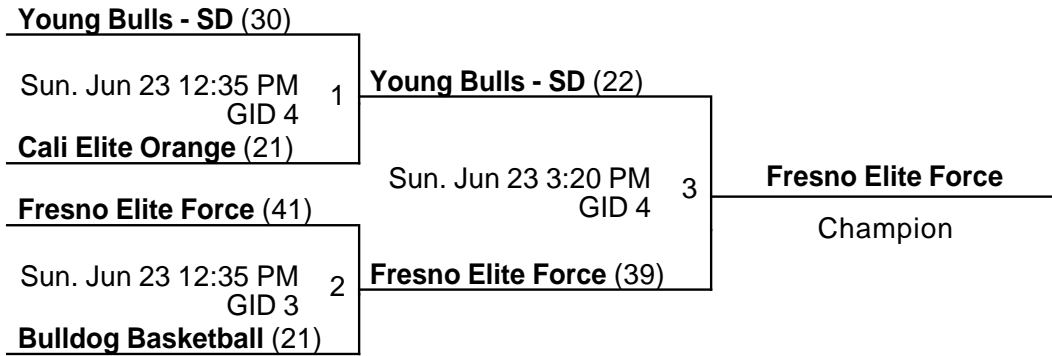 Young Bulls - SD (30)
Sun. Jun 23 12:35 PM
GID 4
1
Cali Elite Orange (21)
Young Bulls - SD (22)
Sun. Jun 23 3:20 PM
GID 4
3
Fresno Elite Force
Champion
Fresno Elite Force (41)
Sun. Jun 23 12:35 PM
GID 3
2
Bulldog Basketball (21)
Fresno Elite Force (39)